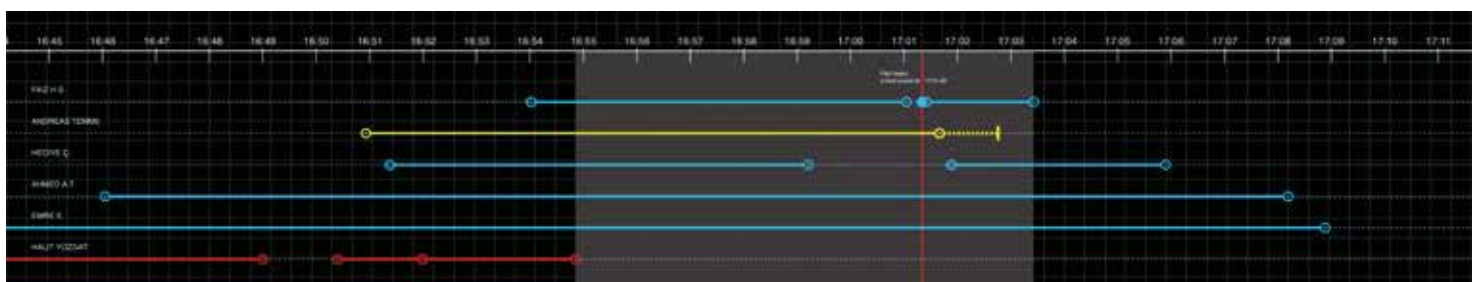 16:45 16:46 16:47 16:48 16:49 16:50 16:51 16:52 16:53 16:54 16:55 16:56 16:57 16:58 16:59 17:00 17:01 17:02 17:03 17:04 17:05 17:06 17:07 17:08 17:09 17:10 17:11
FAIZ H.S.
ANDREAS TEMME
HEDIYE Ç.
AHMED A.T.
EMRE E.
HALIT YOZGAT